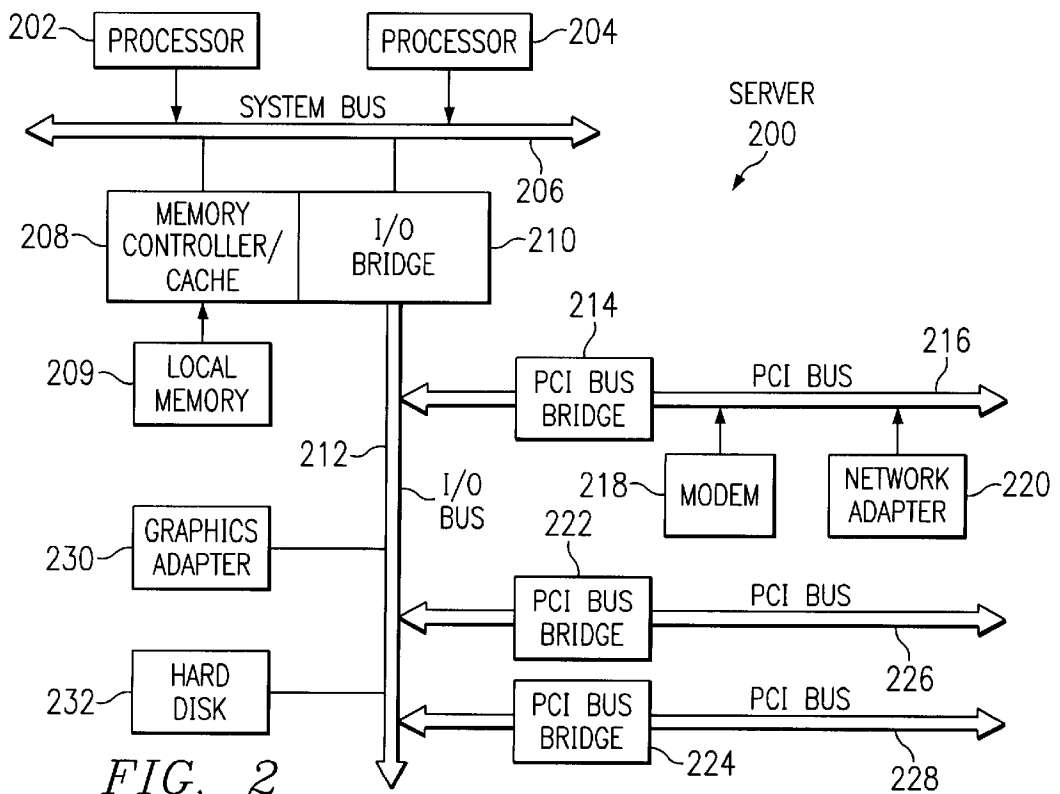 202
PROCESSOR
PROCESSOR
204
SYSTEM BUS
SERVER
200
206
208
MEMORY
CONTROLLER/
CACHE
I/O
BRIDGE
210
209
LOCAL
MEMORY
214
PCI BUS
BRIDGE
PCI BUS
216
212
I/O
BUS
218
MODEM
NETWORK
ADAPTER
220
230
GRAPHICS
ADAPTER
222
PCI BUS
BRIDGE
PCI BUS
226
232
HARD
DISK
PCI BUS
BRIDGE
224
PCI BUS
228
FIG. 2